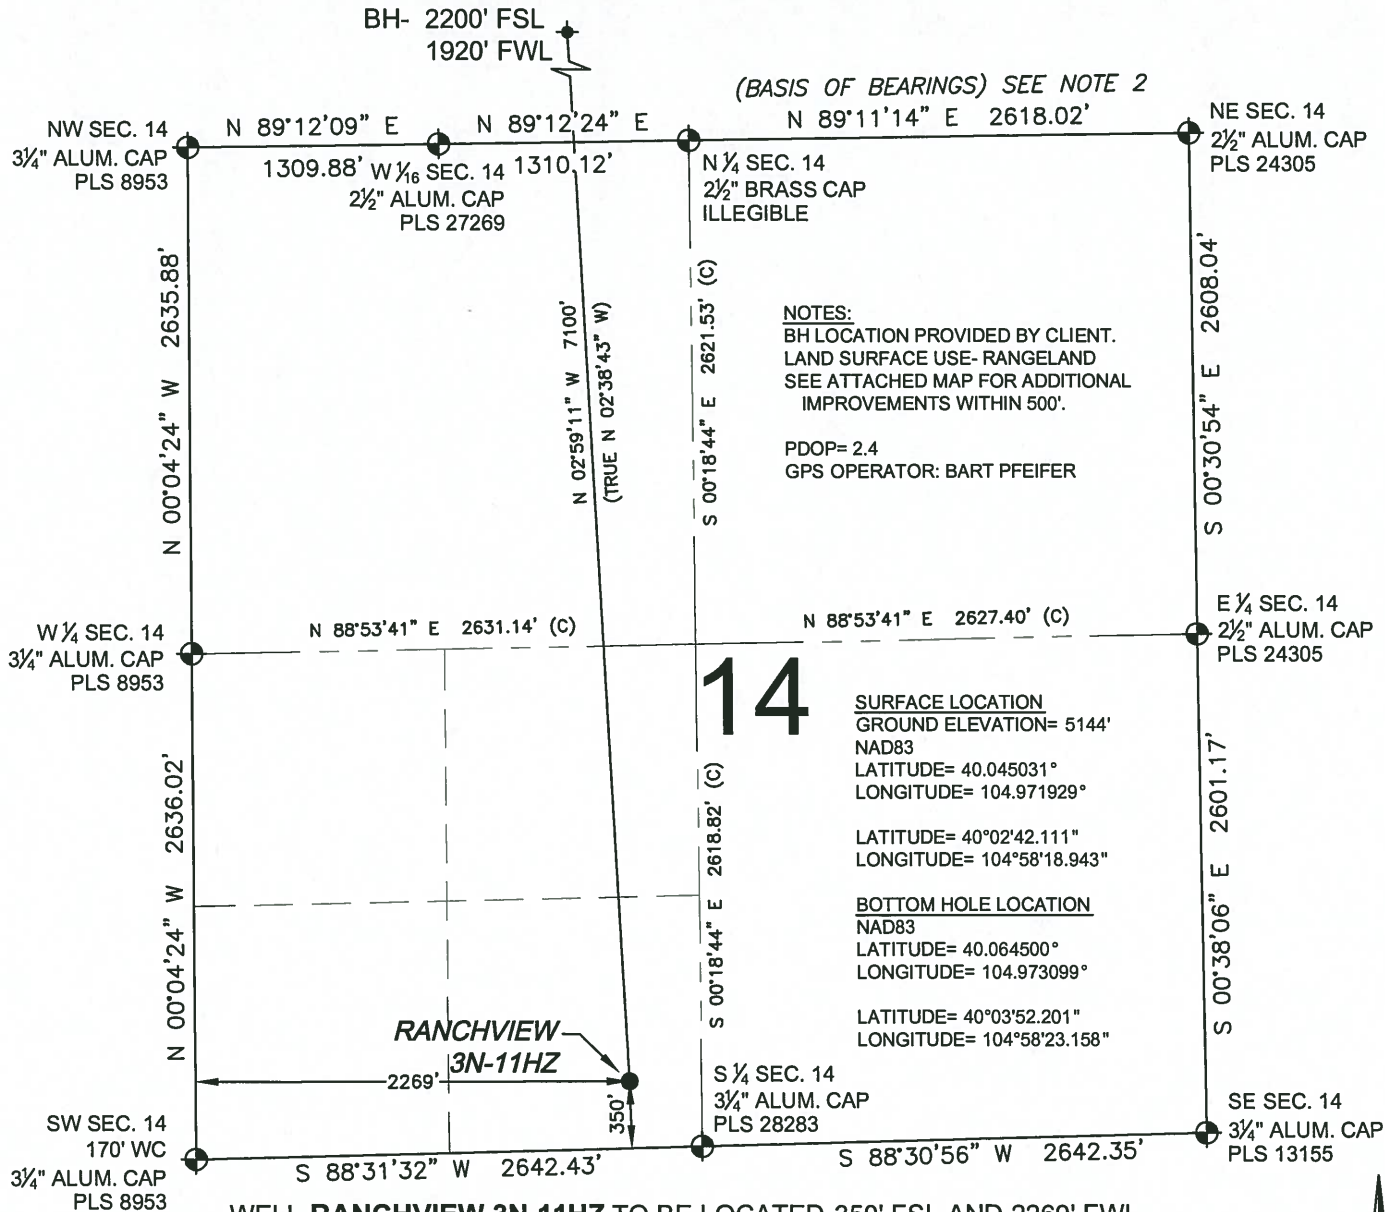 BH- 2200' FSL
1920' FWL
(BASIS OF BEARINGS) SEE NOTE 2
NW SEC. 14
3¼" ALUM. CAP
PLS 8953
N 89°12'09" E
1309.88'
W 1⁄16 SEC. 14
2½" ALUM. CAP
PLS 27269
N 89°12'24" E
1310.12'
N ¼ SEC. 14
2½" BRASS CAP
ILLEGIBLE
N 89°11'14" E 2618.02'
NE SEC. 14
2½" ALUM. CAP
PLS 24305
N 00°04'24" W 2635.88'
N 02°59'11" W 7100'
(TRUE N 02°38'43" W)
S 00°18'44" E 2621.53' (C)
NOTES:
BH LOCATION PROVIDED BY CLIENT.
LAND SURFACE USE- RANGELAND
SEE ATTACHED MAP FOR ADDITIONAL
IMPROVEMENTS WITHIN 500'.
PDOP= 2.4
GPS OPERATOR: BART PFEIFER
S 00°30'54" E 2608.04'
W ¼ SEC. 14
3¼" ALUM. CAP
PLS 8953
N 88°53'41" E 2631.14' (C)
N 88°53'41" E 2627.40' (C)
E ¼ SEC. 14
2½" ALUM. CAP
PLS 24305
14
N 00°04'24" W 2636.02'
S 00°18'44" E 2618.82' (C)
SURFACE LOCATION
GROUND ELEVATION= 5144'
NAD83
LATITUDE= 40.045031°
LONGITUDE= 104.971929°
LATITUDE= 40°02'42.111"
LONGITUDE= 104°58'18.943"
BOTTOM HOLE LOCATION
NAD83
LATITUDE= 40.064500°
LONGITUDE= 104.973099°
LATITUDE= 40°03'52.201"
LONGITUDE= 104°58'23.158"
S 00°38'06" E 2601.17'
RANCHVIEW
3N-11HZ
2269'
350'
SW SEC. 14
170' WC
3¼" ALUM. CAP
PLS 8953
S 88°31'32" W 2642.43'
S ¼ SEC. 14
3¼" ALUM. CAP
PLS 28283
S 88°30'56" W 2642.35'
SE SEC. 14
3¼" ALUM. CAP
PLS 13155
WELL RANCHVIEW 3N-11HZ TO BE LOCATED 350' FSL AND 2269' FWL